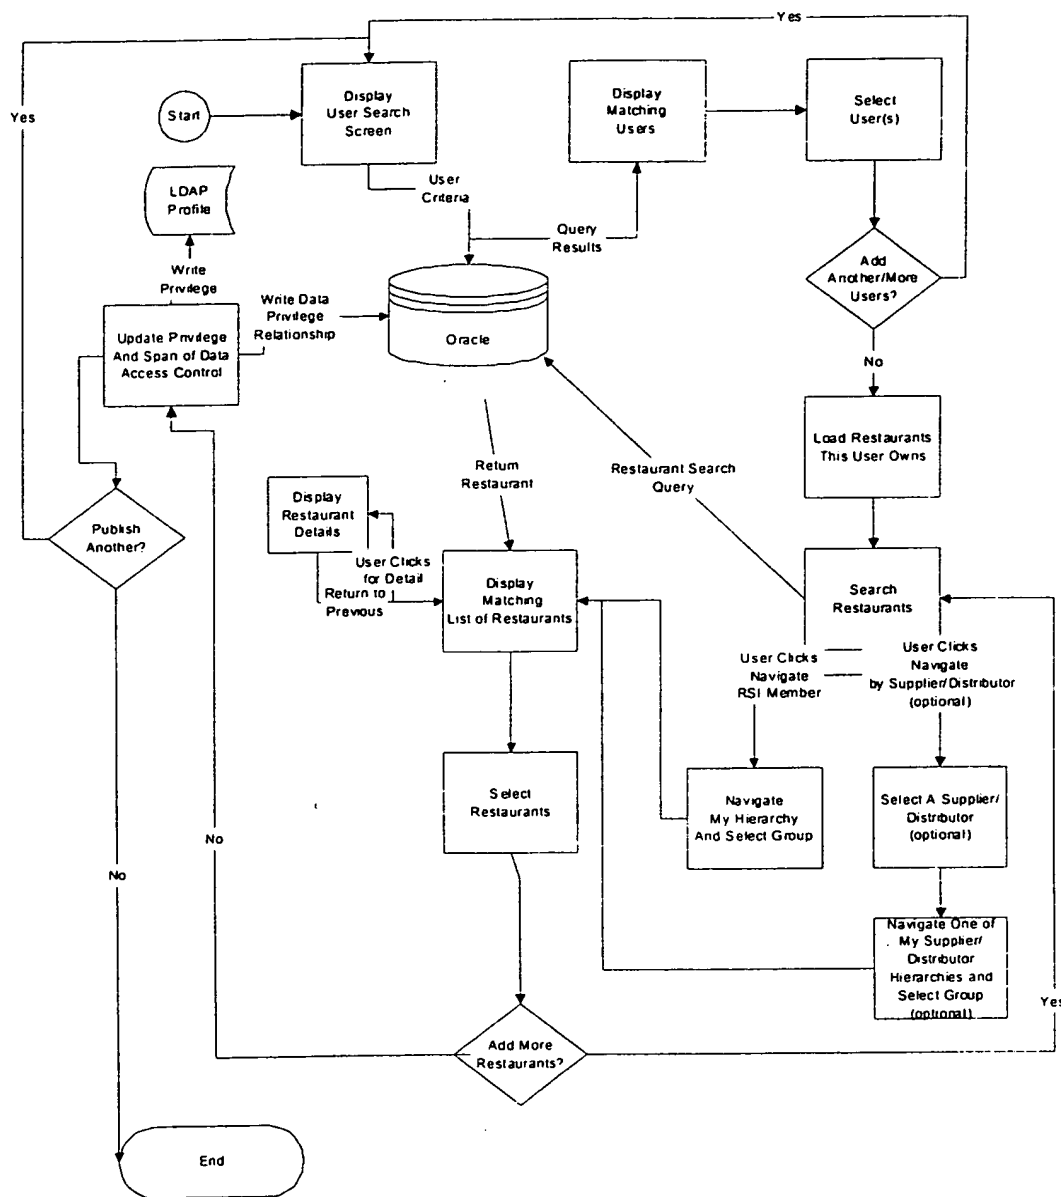 Yes
Yes
Start
Display
User Search
Screen
Display
Matching
Users
Select
User(s)
LDAP
Profile
User
Criteria
Query
Results
Add
Another/More
Users?
Write
Privilege
Write Data
Privilege
Relationship
Oracle
Update Privilege
And Span of Data
Access Control
No
Load Restaurants
This User Owns
Return
Restaurant
Restaurant Search
Query
Display
Restaurant
Details
Publish
Another?
User Clicks
for Detail
Return to
Previous
Display
Matching
List of Restaurants
Search
Restaurants
User Clicks
Navigate
RSI Member
User Clicks
Navigate
by Supplier/Distributor
(optional)
Select
Restaurants
Navigate
My Hierarchy
And Select Group
Select A Supplier/
Distributor
(optional)
No
No
Navigate One of
My Supplier/
Distributor
Hierarchies and
Select Group
(optional)
Yes
Add More
Restaurants?
End